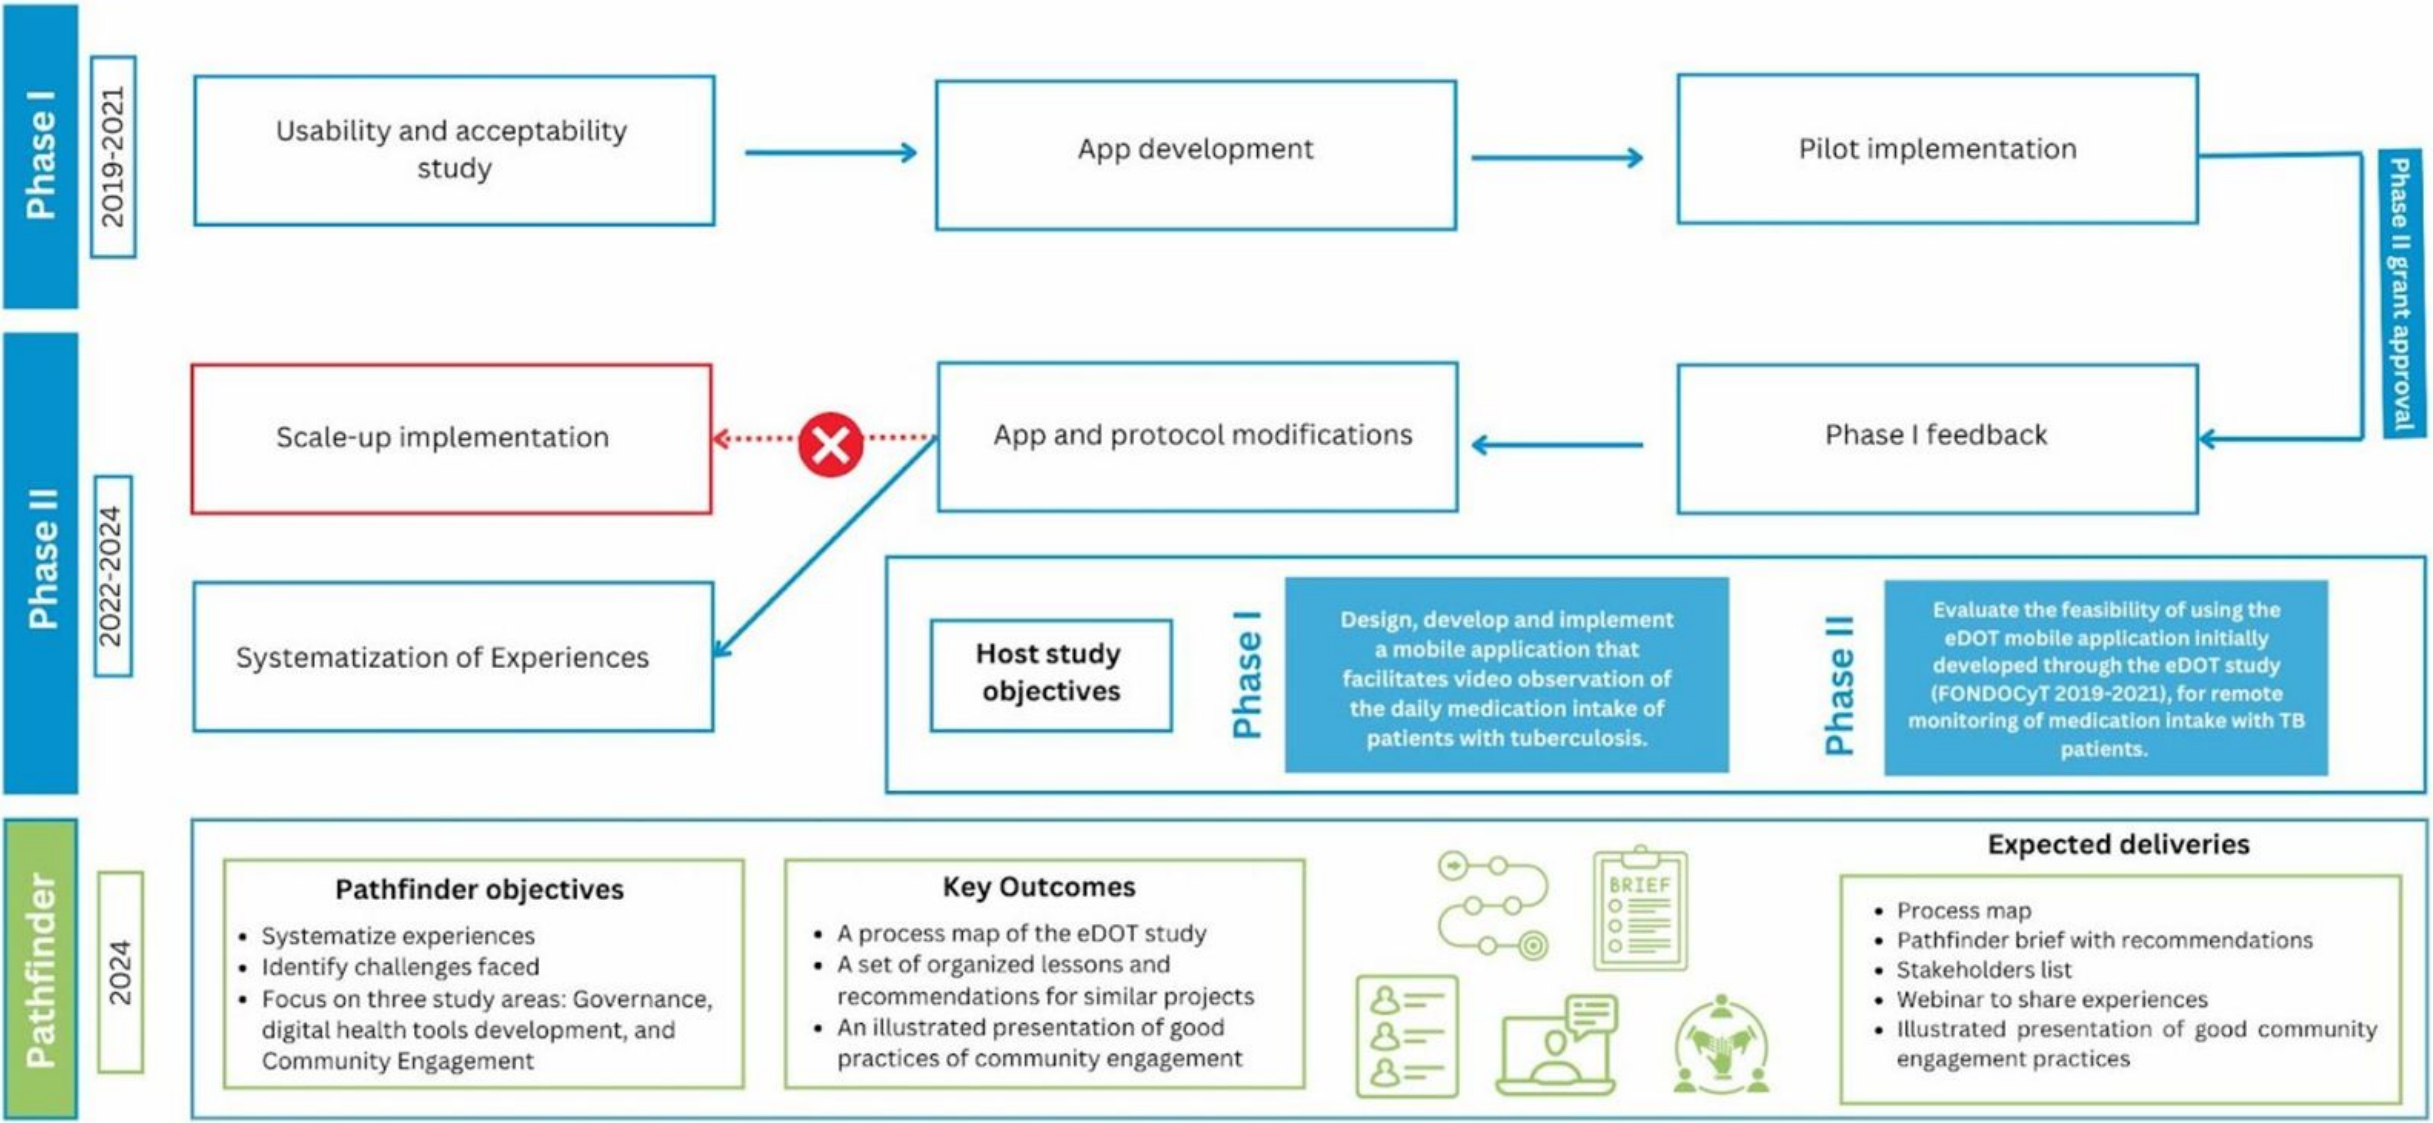 Phase I
2019-2021
Usability and acceptability
study
App development
Pilot implementation
Phase II grant approval
Phase II
2022-2024
Scale-up implementation
App and protocol modifications
Phase I feedback
Systematization of Experiences
Host study
objectives
Phase I
Design, develop and implement
a mobile application that
facilitates video observation of
the daily medication intake of
patients with tuberculosis.
Phase II
Evaluate the feasibility of using the
eDOT mobile application initially
developed through the eDOT study
(FONDOCyT 2019-2021), for remote
monitoring of medication intake with TB
patients.
Pathfinder
2024
Pathfinder objectives
• Systematize experiences
• Identify challenges faced
• Focus on three study areas: Governance,
digital health tools development, and
Community Engagement
Key Outcomes
• A process map of the eDOT study
• A set of organized lessons and
recommendations for similar projects
• An illustrated presentation of good
practices of community engagement
BRIEF
Expected deliveries
• Process map
• Pathfinder brief with recommendations
• Stakeholders list
• Webinar to share experiences
• Illustrated presentation of good community
engagement practices